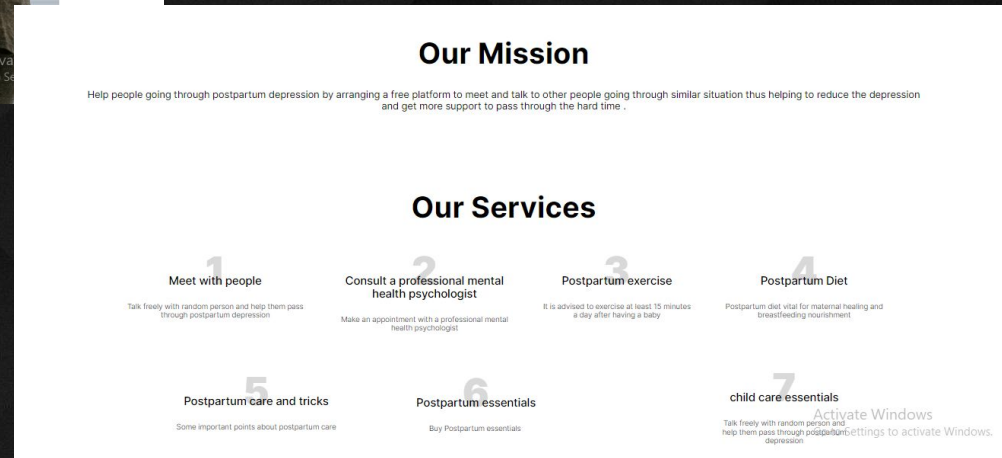 Our Mission
Help people going through postpartum depression by arranging a free platform to meet and talk to other people going through similar situation thus helping to reduce the depression
and get more support to pass through the hard time .
Our Services
1
Meet with people
Talk freely with random person and help them pass
through postpartum depression
2
Consult a professional mental
health psychologist
Make an appointment with a professional mental
health psychologist
3
Postpartum exercise
It is advised to exercise at least 15 minutes
a day after having a baby
4
Postpartum Diet
Postpartum diet vital for maternal healing and
breastfeeding nourishment
5
Postpartum care and tricks
Some important points about postpartum care
6
Postpartum essentials
Buy Postpartum essentials
7
child care essentials
Talk freely with random person and
help them pass through postpartum
depression
Activate Windows
Go to Settings to activate Windows.